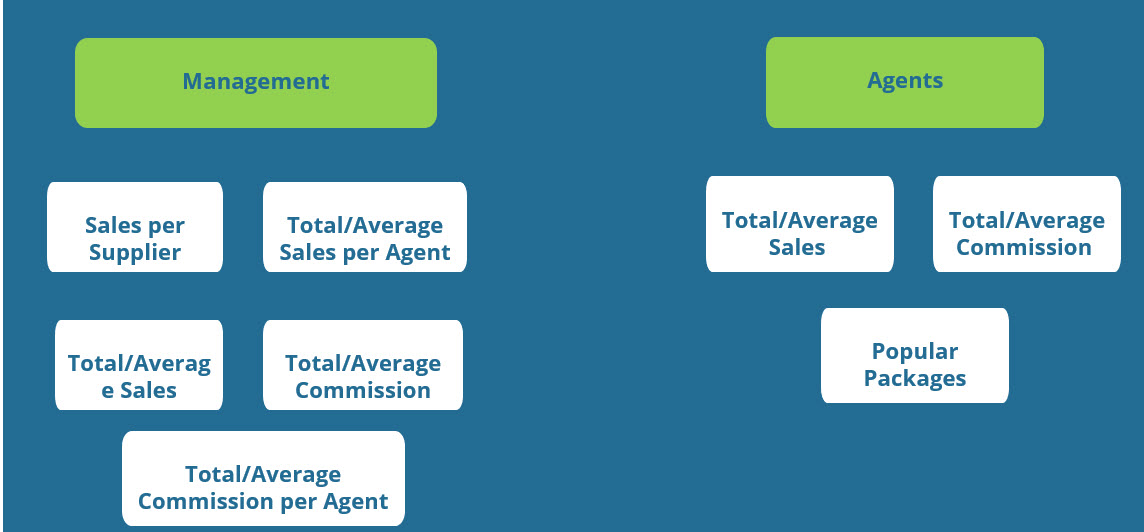 Management
Agents
Sales per
Supplier
Total/Average
Sales per Agent
Total/Average
Sales
Total/Average
Commission
Total/Averag
e Sales
Total/Average
Commission
Popular
Packages
Total/Average
Commission per Agent